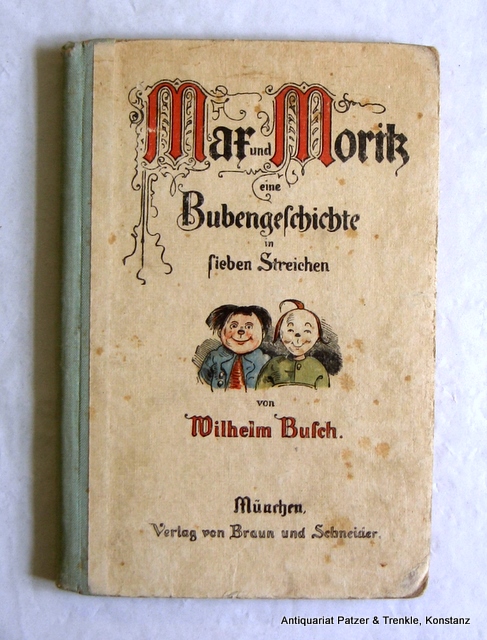 Max und Moritz
eine
Bubengeſchichte
in
ſieben Streichen
von
Wilhelm Buſch.
München,
Verlag von Braun und Schneider.
Antiquariat Patzer & Trenkle, Konstanz